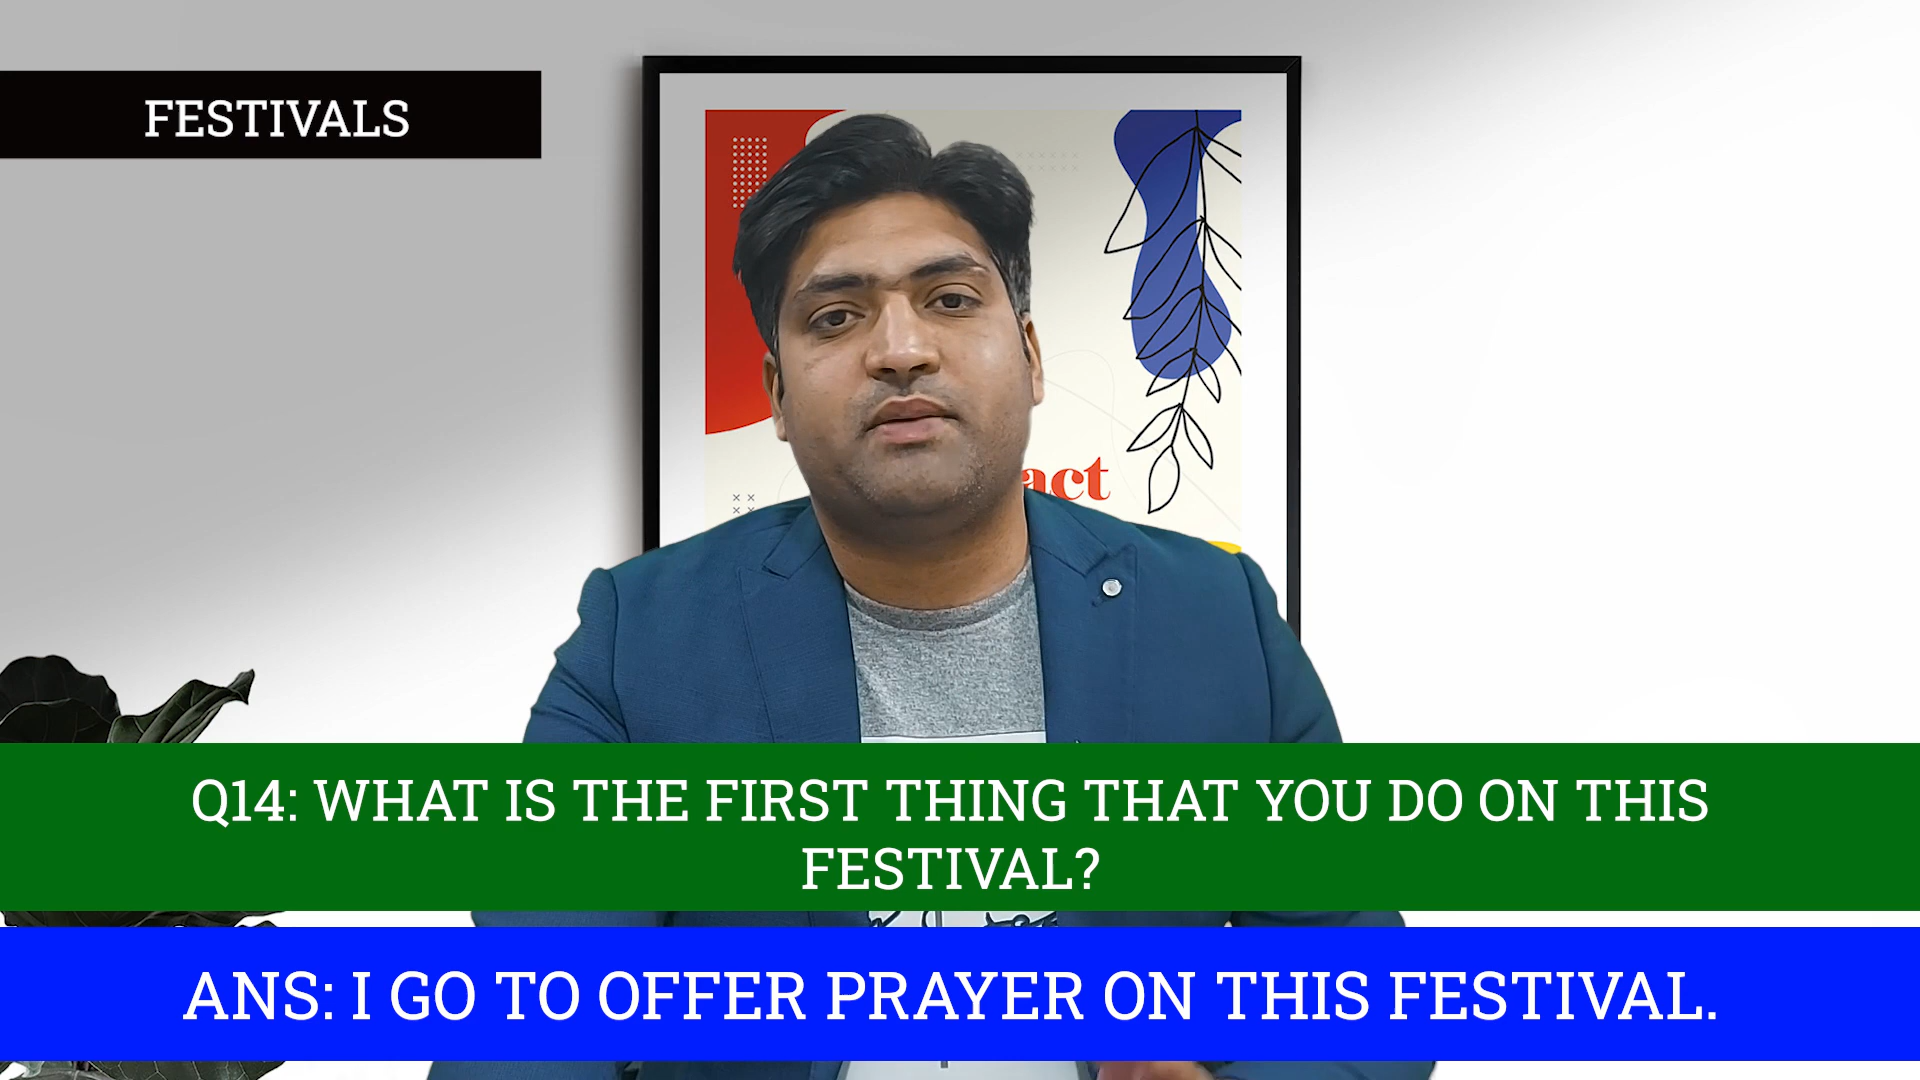 FESTIVALS
act
Q14: WHAT IS THE FIRST THING THAT YOU DO ON THIS
FESTIVAL?
ANS: I GO TO OFFER PRAYER ON THIS FESTIVAL.